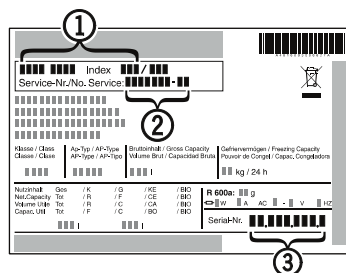 1
Index /
Service-Nr./No. Service: -
2
Klasse / Class
Classe / Clase
Ap-Typ / AP-Type
AP-Type / AP-Tipo
Bruttoinhalt / Gross Capacity
Volume Brut / Capacidad Bruta
l
Gefriervermögen / Freezing Capacity
Pouvoir de Congel / Capac, Congeladora
kg / 24 h
Nutzinhalt Ges / K / G / KE / BIO
Net.Capacity Tot / R / F / CE / BIO
Volume Utile Tot / R / C / CA / BIO
Capac. Util Tot / F / C / BO / BIO
l l
R 600a: g
W A AC - V HZ
Serial-Nr. . . .
3